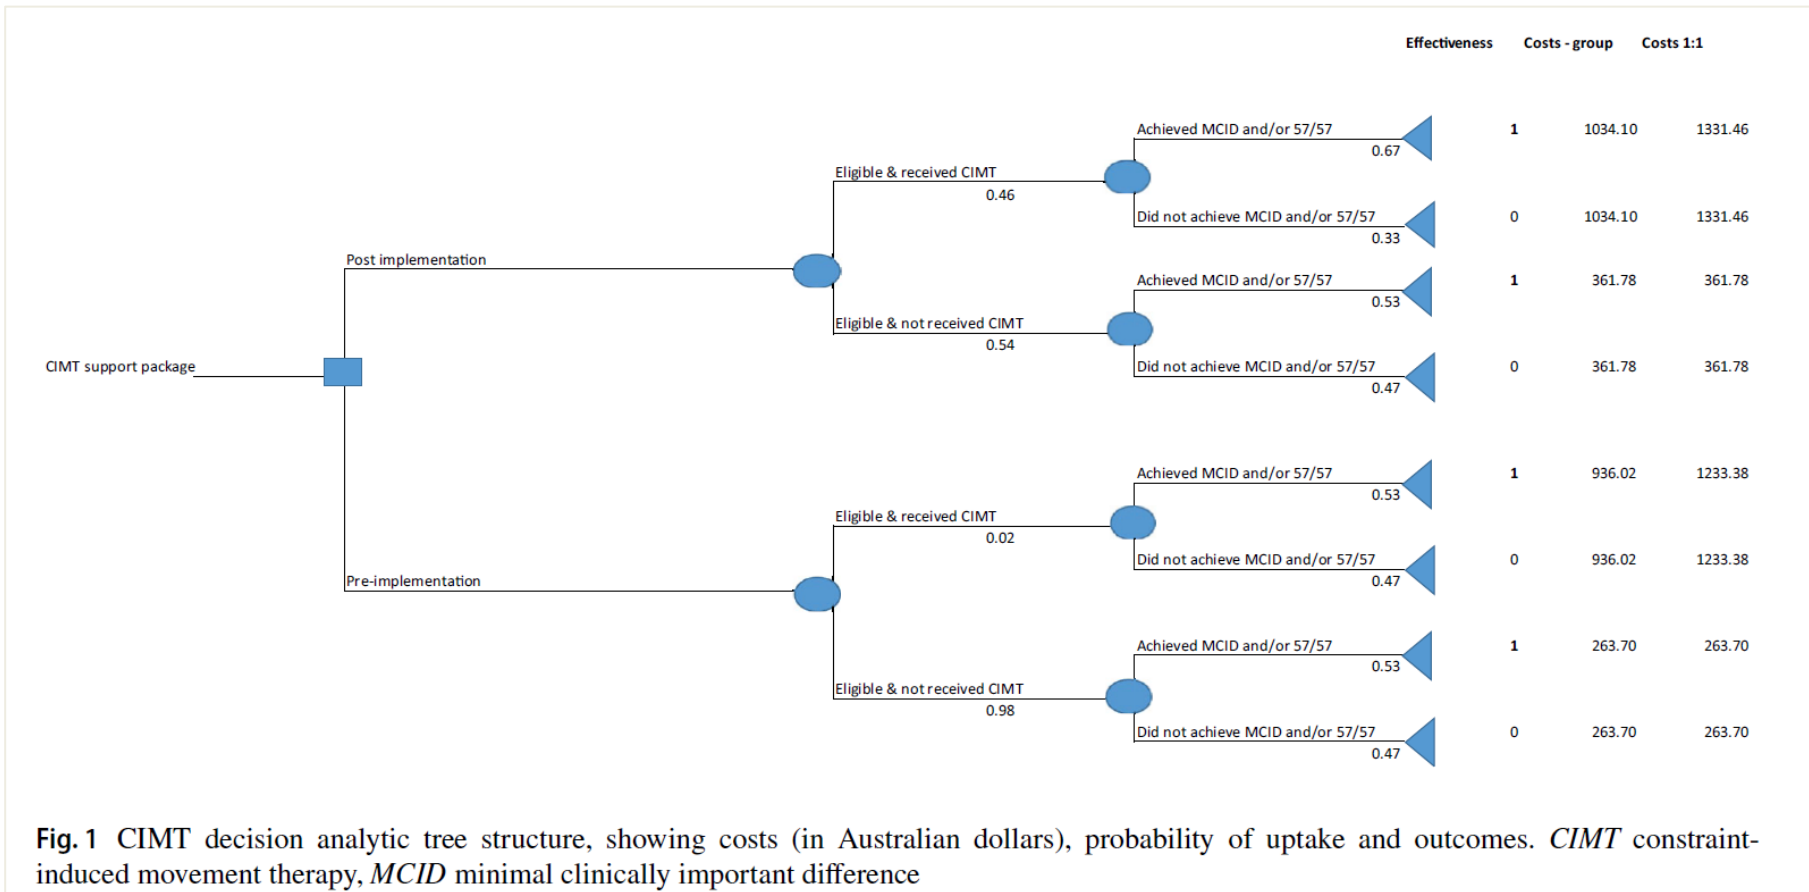 Effectiveness Costs - group Costs 1:1
Achieved MCID and/or 57/57 1 1034.10 1331.46
0.67
Eligible & received CIMT
0.46
Did not achieve MCID and/or 57/57 0 1034.10 1331.46
0.33
Post implementation
Achieved MCID and/or 57/57 1 361.78 361.78
0.53
Eligible & not received CIMT
0.54
CIMT support package
Did not achieve MCID and/or 57/57 0 361.78 361.78
0.47
Achieved MCID and/or 57/57 1 936.02 1233.38
0.53
Eligible & received CIMT
0.02
Did not achieve MCID and/or 57/57 0 936.02 1233.38
0.47
Pre-implementation
Achieved MCID and/or 57/57 1 263.70 263.70
0.53
Eligible & not received CIMT
0.98
Did not achieve MCID and/or 57/57 0 263.70 263.70
0.47
Fig. 1 CIMT decision analytic tree structure, showing costs (in Australian dollars), probability of uptake and outcomes. CIMT constraint-
induced movement therapy, MCID minimal clinically important difference